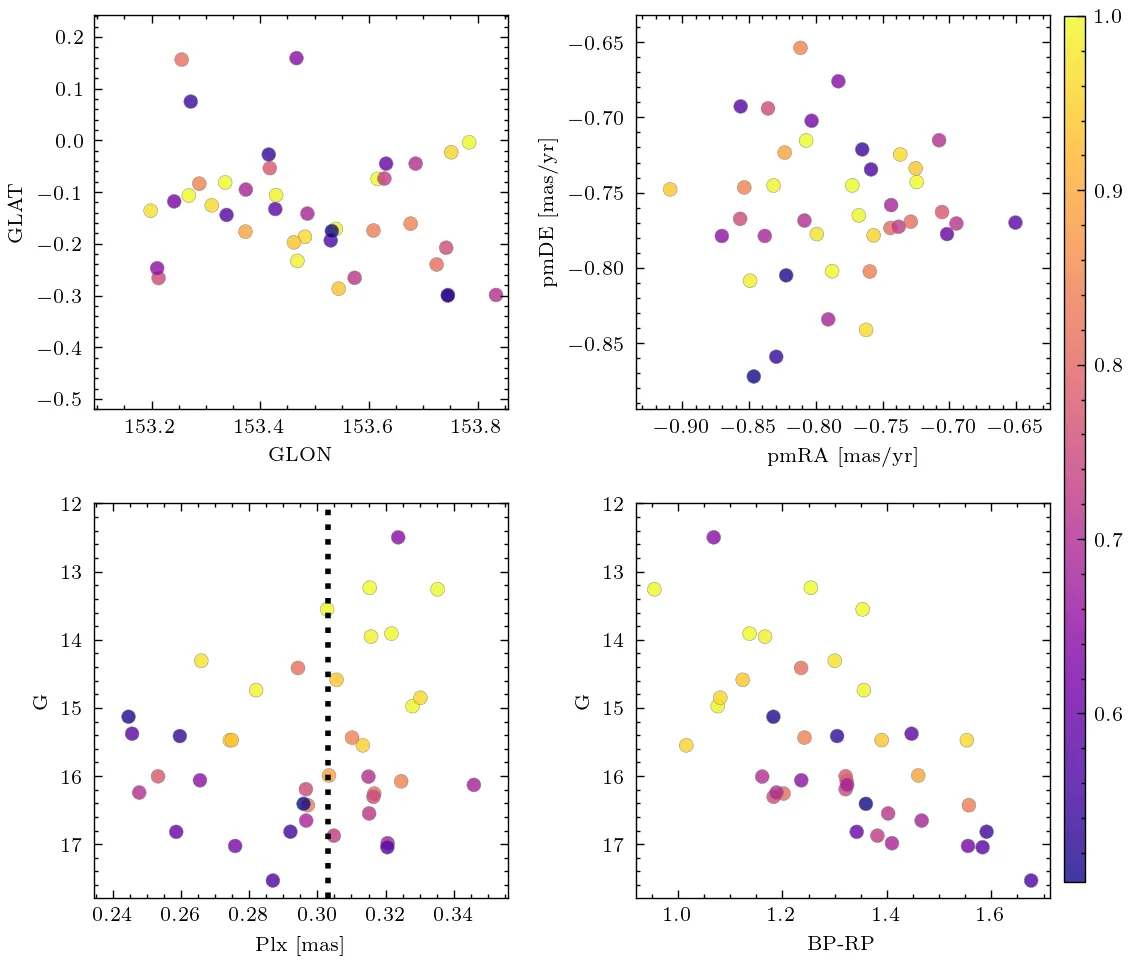 0.2
0.1
0.0
−0.1
−0.2
−0.3
−0.4
−0.5
GLAT
153.2 153.4 153.6 153.8
GLON
−0.65
−0.70
−0.75
−0.80
−0.85
pmDE [mas/yr]
−0.90 −0.85 −0.80 −0.75 −0.70 −0.65
pmRA [mas/yr]
1.0
0.9
0.8
0.7
0.6
12
13
14
15
16
17
G
0.24 0.26 0.28 0.30 0.32 0.34
Plx [mas]
12
13
14
15
16
17
G
1.0 1.2 1.4 1.6
BP-RP